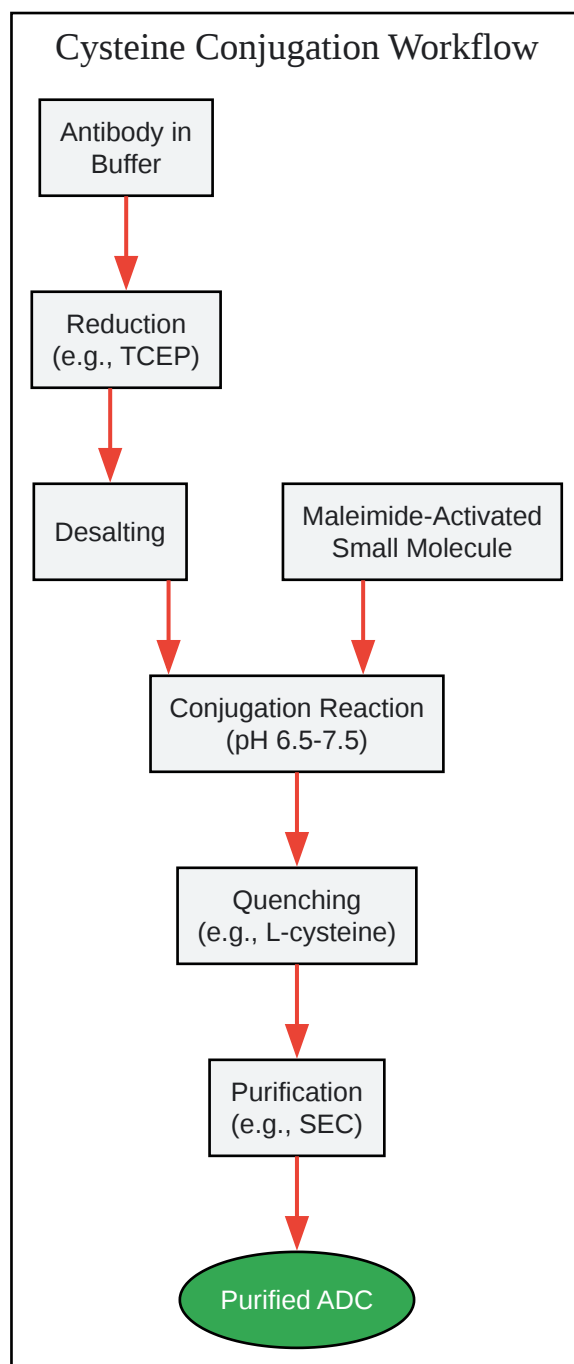 Cysteine Conjugation Workflow
Antibody in
Buffer
Reduction
(e.g., TCEP)
Desalting
Maleimide-Activated
Small Molecule
Conjugation Reaction
(pH 6.5-7.5)
Quenching
(e.g., L-cysteine)
Purification
(e.g., SEC)
Purified ADC